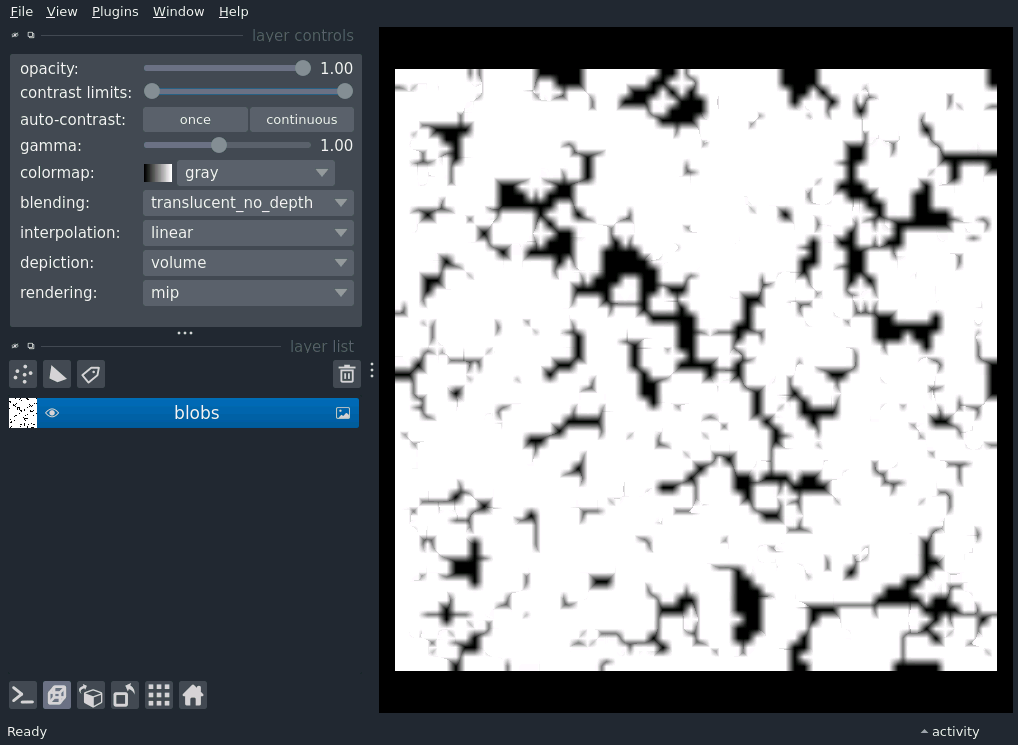 File View Plugins Window Help
layer controls
opacity: 1.00
contrast limits:
auto-contrast: once continuous
gamma: 1.00
colormap: gray
blending: translucent_no_depth
interpolation: linear
depiction: volume
rendering: mip
layer list
blobs
Ready
activity